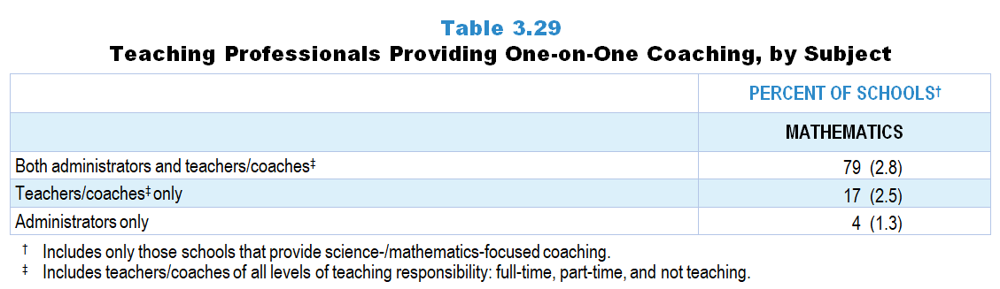 Table 3.29
Teaching Professionals Providing One-on-One Coaching, by Subject
PERCENT OF SCHOOLS†
MATHEMATICS
Both administrators and teachers/coaches‡ 79 (2.8)
Teachers/coaches‡ only 17 (2.5)
Administrators only 4 (1.3)
† Includes only those schools that provide science-/mathematics-focused coaching.
‡ Includes teachers/coaches of all levels of teaching responsibility: full-time, part-time, and not teaching.